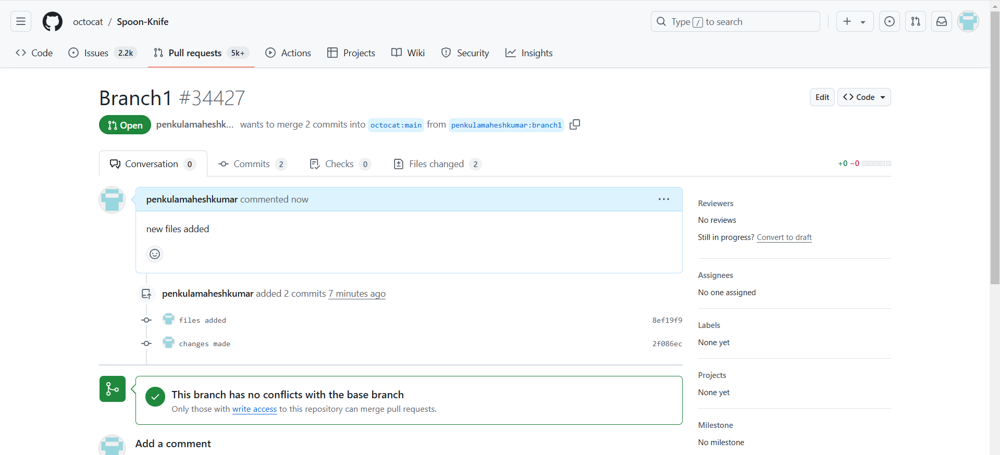 octocat / Spoon-Knife
Type / to search
Code Issues 2.2k Pull requests 5k+ Actions Projects Wiki Security Insights
Branch1 #34427
Edit Code
Open penkulamaheshk... wants to merge 2 commits into octocat:main from penkulamaheshkumar:branch1
Conversation 0 Commits 2 Checks 0 Files changed 2
+0 −0
penkulamaheshkumar commented now
new files added
penkulamaheshkumar added 2 commits 7 minutes ago
files added 8ef19f9
changes made 2f086ec
This branch has no conflicts with the base branch
Only those with write access to this repository can merge pull requests.
Add a comment
Reviewers
No reviews
Still in progress? Convert to draft
Assignees
No one assigned
Labels
None yet
Projects
None yet
Milestone
No milestone